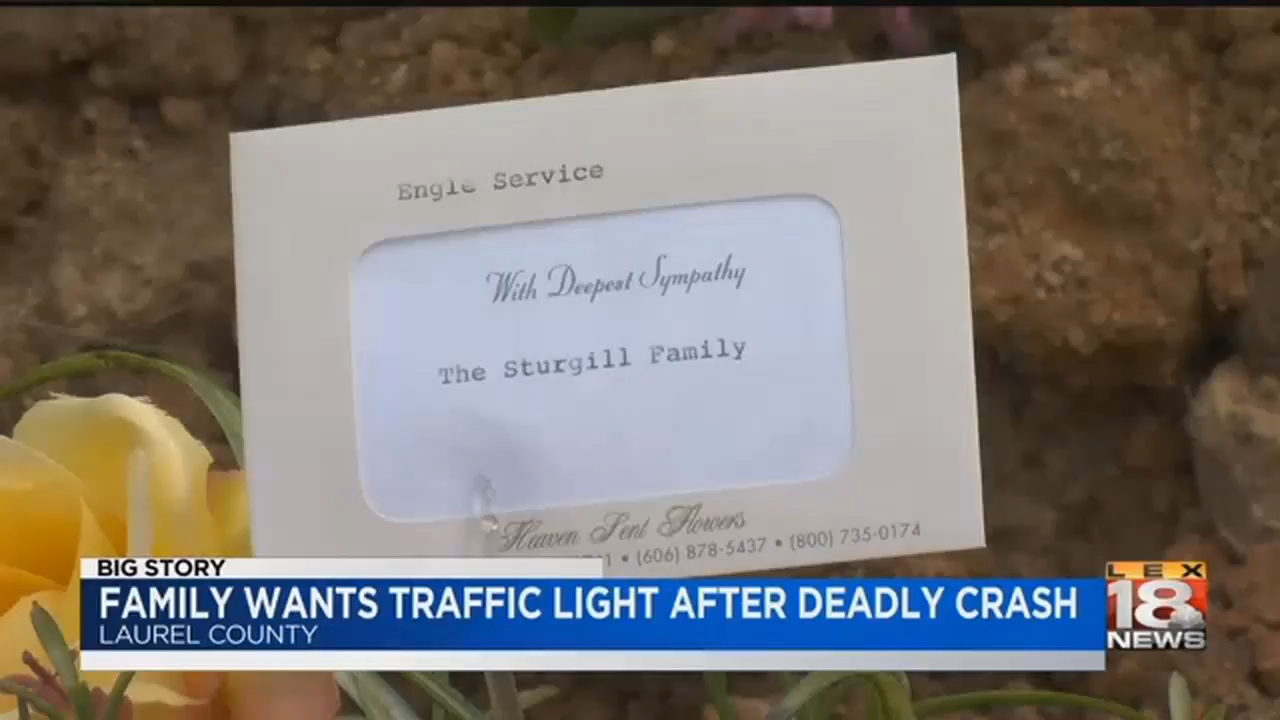 Engle Service
With Deepest Sympathy
The Sturgill Family
Heaven Sent Flowers
• (606) 878-5437 • (800) 735-0174
BIG STORY
FAMILY WANTS TRAFFIC LIGHT AFTER DEADLY CRASH
LAUREL COUNTY
LEX
18
NEWS